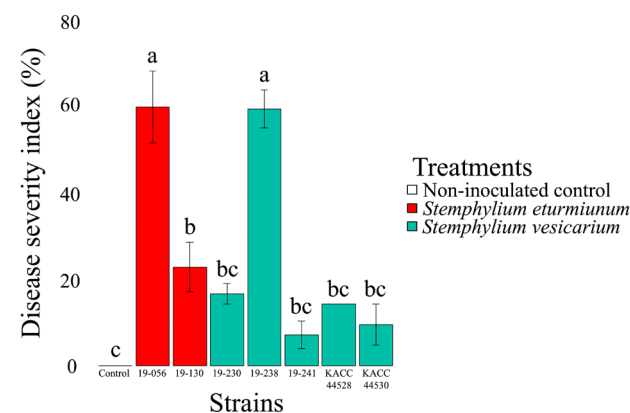 80
60
40
20
0
Disease severity index (%)
a
a
b
bc
bc
bc
bc
c
Control 19-056 19-130 19-230 19-238 19-241 KACC KACC
44528 44530
Strains
Treatments
Non-inoculated control
Stemphylium eturmiunum
Stemphylium vesicarium